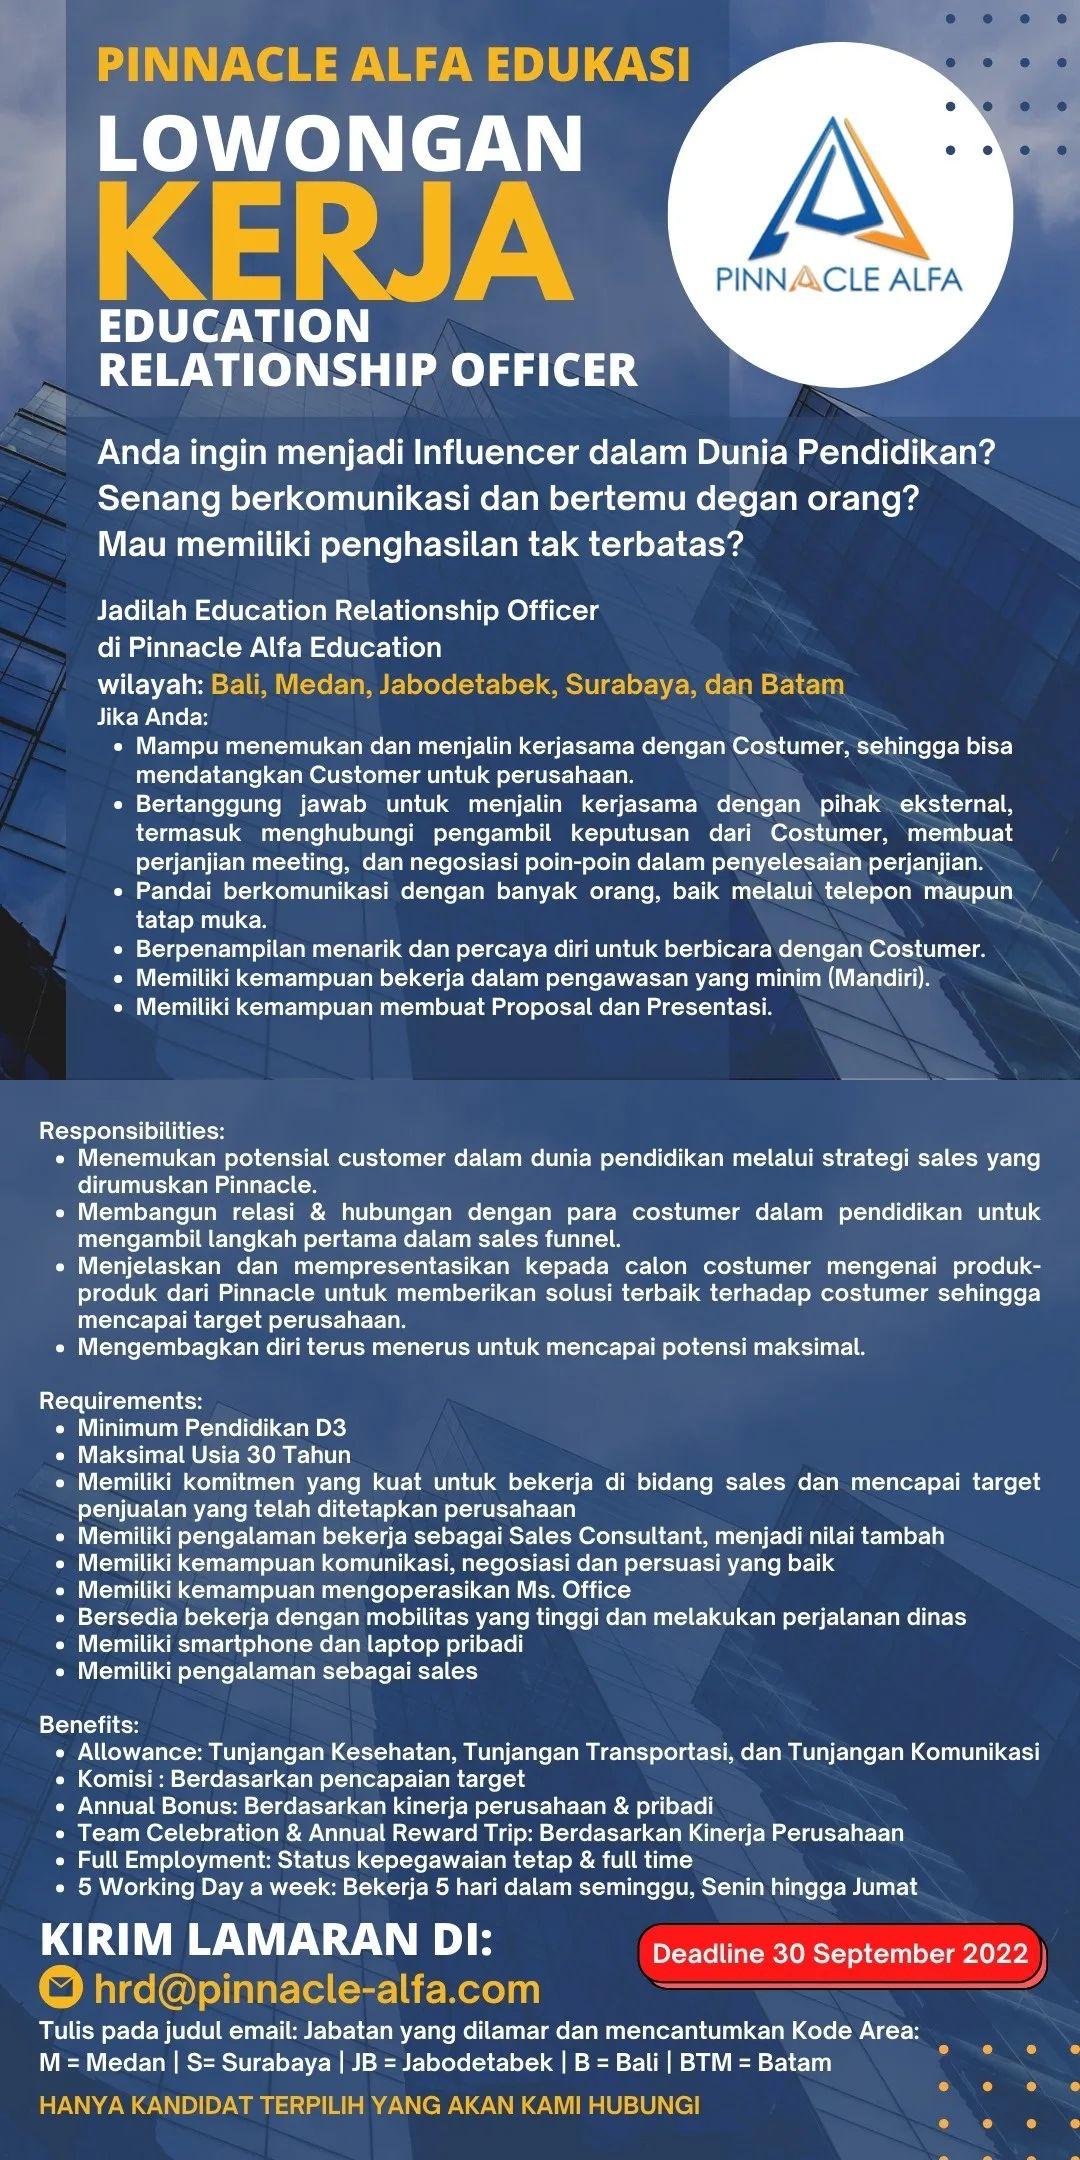 PINNACLE ALFA EDUKASI
LOWONGAN
KERJA
EDUCATION
RELATIONSHIP OFFICER
PINNACLE ALFA
Anda ingin menjadi Influencer dalam Dunia Pendidikan?
Senang berkomunikasi dan bertemu degan orang?
Mau memiliki penghasilan tak terbatas?
Jadilah Education Relationship Officer
di Pinnacle Alfa Education
wilayah: Bali, Medan, Jabodetabek, Surabaya, dan Batam
Jika Anda:
• Mampu menemukan dan menjalin kerjasama dengan Costumer, sehingga bisa
mendatangkan Customer untuk perusahaan.
• Bertanggung jawab untuk menjalin kerjasama dengan pihak eksternal,
termasuk menghubungi pengambil keputusan dari Costumer, membuat
perjanjian meeting, dan negosiasi poin-poin dalam penyelesaian perjanjian.
• Pandai berkomunikasi dengan banyak orang, baik melalui telepon maupun
tatap muka.
• Berpenampilan menarik dan percaya diri untuk berbicara dengan Costumer.
• Memiliki kemampuan bekerja dalam pengawasan yang minim (Mandiri).
• Memiliki kemampuan membuat Proposal dan Presentasi.
Responsibilities:
• Menemukan potensial customer dalam dunia pendidikan melalui strategi sales yang
dirumuskan Pinnacle.
• Membangun relasi & hubungan dengan para costumer dalam pendidikan untuk
mengambil langkah pertama dalam sales funnel.
• Menjelaskan dan mempresentasikan kepada calon costumer mengenai produk-
produk dari Pinnacle untuk memberikan solusi terbaik terhadap costumer sehingga
mencapai target perusahaan.
• Mengembagkan diri terus menerus untuk mencapai potensi maksimal.
Requirements:
• Minimum Pendidikan D3
• Maksimal Usia 30 Tahun
• Memiliki komitmen yang kuat untuk bekerja di bidang sales dan mencapai target
penjualan yang telah ditetapkan perusahaan
• Memiliki pengalaman bekerja sebagai Sales Consultant, menjadi nilai tambah
• Memiliki kemampuan komunikasi, negosiasi dan persuasi yang baik
• Memiliki kemampuan mengoperasikan Ms. Office
• Bersedia bekerja dengan mobilitas yang tinggi dan melakukan perjalanan dinas
• Memiliki smartphone dan laptop pribadi
• Memiliki pengalaman sebagai sales
Benefits:
• Allowance: Tunjangan Kesehatan, Tunjangan Transportasi, dan Tunjangan Komunikasi
• Komisi : Berdasarkan pencapaian target
• Annual Bonus: Berdasarkan kinerja perusahaan & pribadi
• Team Celebration & Annual Reward Trip: Berdasarkan Kinerja Perusahaan
• Full Employment: Status kepegawaian tetap & full time
• 5 Working Day a week: Bekerja 5 hari dalam seminggu, Senin hingga Jumat
KIRIM LAMARAN DI:
Deadline 30 September 2022
hrd@pinnacle-alfa.com
Tulis pada judul email: Jabatan yang dilamar dan mencantumkan Kode Area:
M = Medan | S= Surabaya | JB = Jabodetabek | B = Bali | BTM = Batam
HANYA KANDIDAT TERPILIH YANG AKAN KAMI HUBUNGI